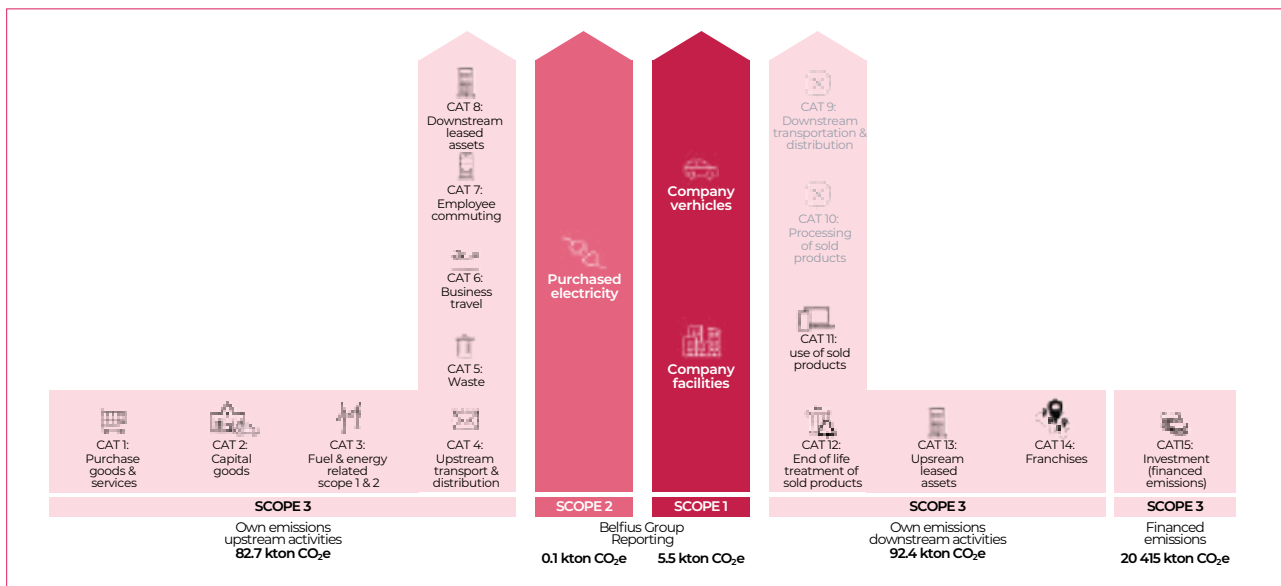 CAT 8:
Downstream
leased
assets
CAT 7:
Employee
commuting
CAT 6:
Business
travel
CAT 5:
Waste
CAT 1:
Purchase
goods &
services
CAT 2:
Capital
goods
CAT 3:
Fuel & energy
related
scope 1 & 2
CAT 4:
Upstream
transport &
distribution
SCOPE 3
Own emissions
upstream activities
82.7 kton CO₂e
Purchased
electricity
SCOPE 2
Company
verhicles
Company
facilities
SCOPE 1
Belfius Group
Reporting
0.1 kton CO₂e
5.5 kton CO₂e
CAT 9:
Downstream
transportation &
distribution
CAT 10:
Processing
of sold
products
CAT 11:
use of sold
products
CAT 12:
End of life
treatment of
sold products
CAT 13:
Upsream
leased
assets
CAT 14:
Franchises
SCOPE 3
Own emissions
downstream activities
92.4 kton CO₂e
CAT15:
Investment
(financed
emissions)
SCOPE 3
Financed
emissions
20 415 kton CO₂e